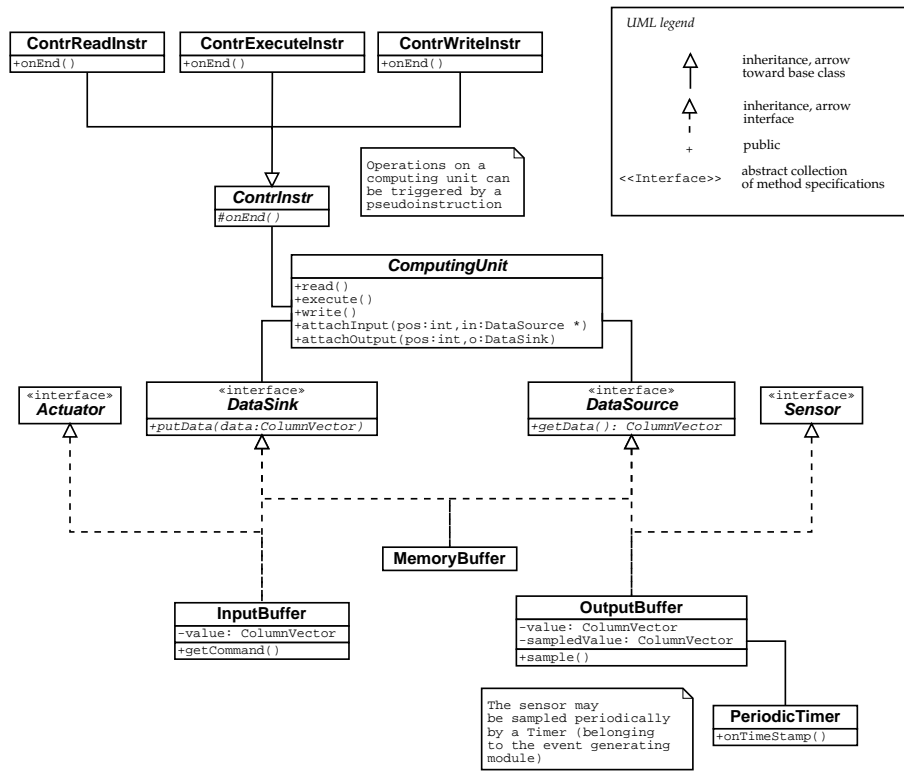 ContrReadInstr
+onEnd()
ContrExecuteInstr
+onEnd()
ContrWriteInstr
+onEnd()
UML legend
inheritance, arrow
toward base class
inheritance, arrow
interface
+ public
<<Interface>> abstract collection
of method specifications
Operations on a
computing unit can
be triggered by a
pseudoinstruction
ContrInstr
#onEnd()
ComputingUnit
+read()
+execute()
+write()
+attachInput(pos:int,in:DataSource *)
+attachOutput(pos:int,o:DataSink)
«interface»
Actuator
«interface»
DataSink
+putData(data:ColumnVector)
«interface»
DataSource
+getData(): ColumnVector
«interface»
Sensor
MemoryBuffer
InputBuffer
-value: ColumnVector
+getCommand()
OutputBuffer
-value: ColumnVector
-sampledValue: ColumnVector
+sample()
The sensor may
be sampled periodically
by a Timer (belonging
to the event generating
module)
PeriodicTimer
+onTimeStamp()